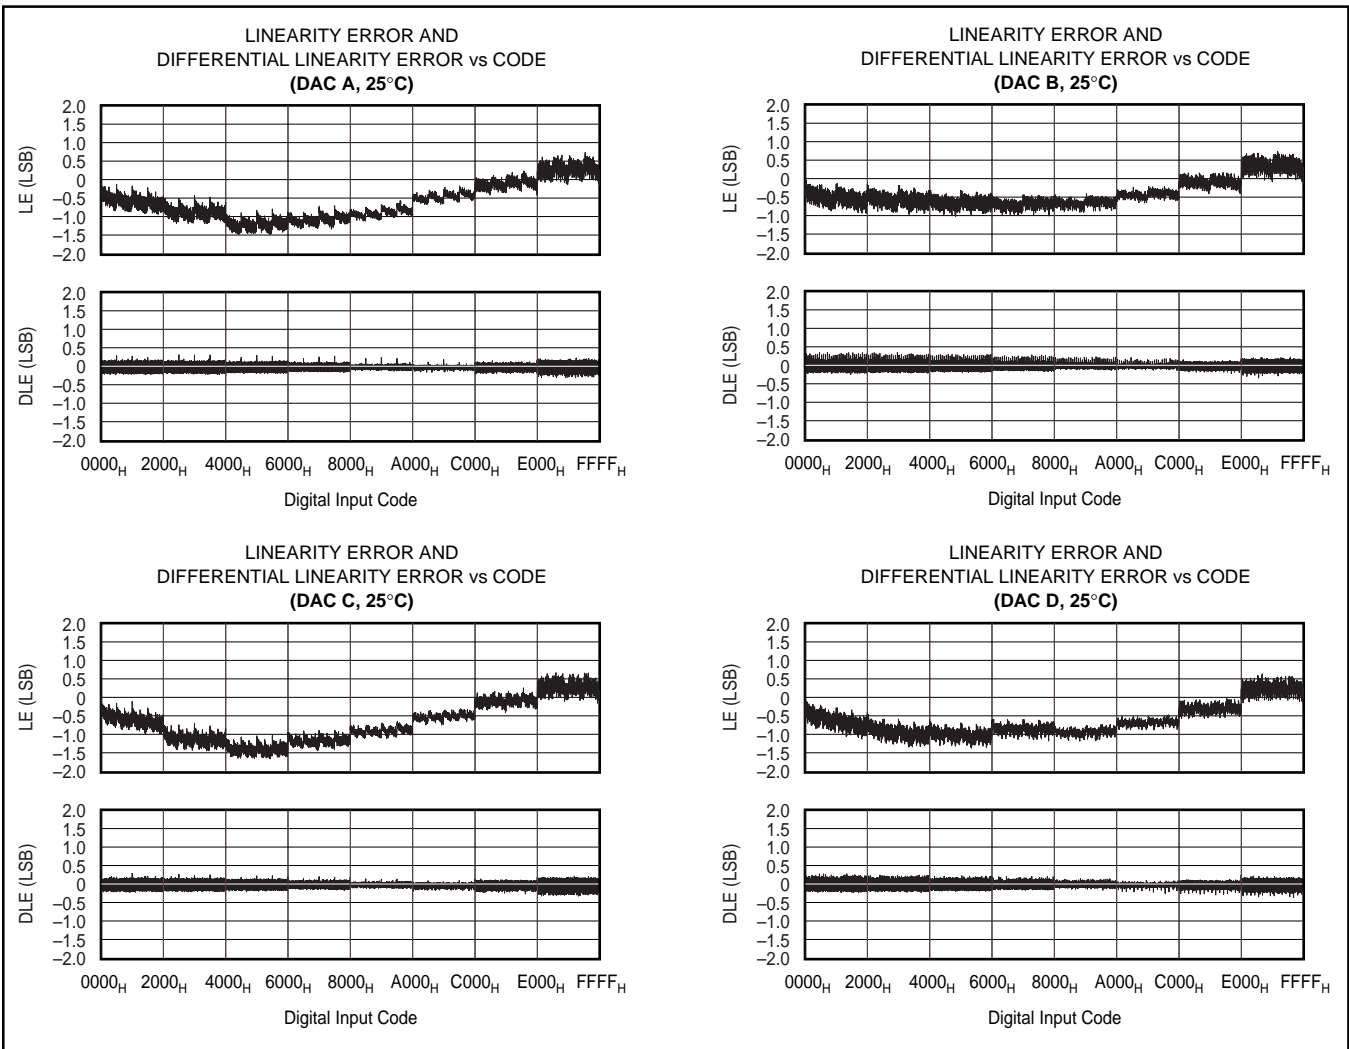 LINEARITY ERROR AND
DIFFERENTIAL LINEARITY ERROR vs CODE
(DAC A, 25°C)
LE (LSB)
2.0
1.5
1.0
0.5
0
–0.5
–1.0
–1.5
–2.0
DLE (LSB)
2.0
1.5
1.0
0.5
0
–0.5
–1.0
–1.5
–2.0
0000H 2000H 4000H 6000H 8000H A000H C000H E000H FFFFH
Digital Input Code
LINEARITY ERROR AND
DIFFERENTIAL LINEARITY ERROR vs CODE
(DAC B, 25°C)
LE (LSB)
2.0
1.5
1.0
0.5
0
–0.5
–1.0
–1.5
–2.0
DLE (LSB)
2.0
1.5
1.0
0.5
0
–0.5
–1.0
–1.5
–2.0
0000H 2000H 4000H 6000H 8000H A000H C000H E000H FFFFH
Digital Input Code
LINEARITY ERROR AND
DIFFERENTIAL LINEARITY ERROR vs CODE
(DAC C, 25°C)
LE (LSB)
2.0
1.5
1.0
0.5
0
–0.5
–1.0
–1.5
–2.0
DLE (LSB)
2.0
1.5
1.0
0.5
0
–0.5
–1.0
–1.5
–2.0
0000H 2000H 4000H 6000H 8000H A000H C000H E000H FFFFH
Digital Input Code
LINEARITY ERROR AND
DIFFERENTIAL LINEARITY ERROR vs CODE
(DAC D, 25°C)
LE (LSB)
2.0
1.5
1.0
0.5
0
–0.5
–1.0
–1.5
–2.0
DLE (LSB)
2.0
1.5
1.0
0.5
0
–0.5
–1.0
–1.5
–2.0
0000H 2000H 4000H 6000H 8000H A000H C000H E000H FFFFH
Digital Input Code